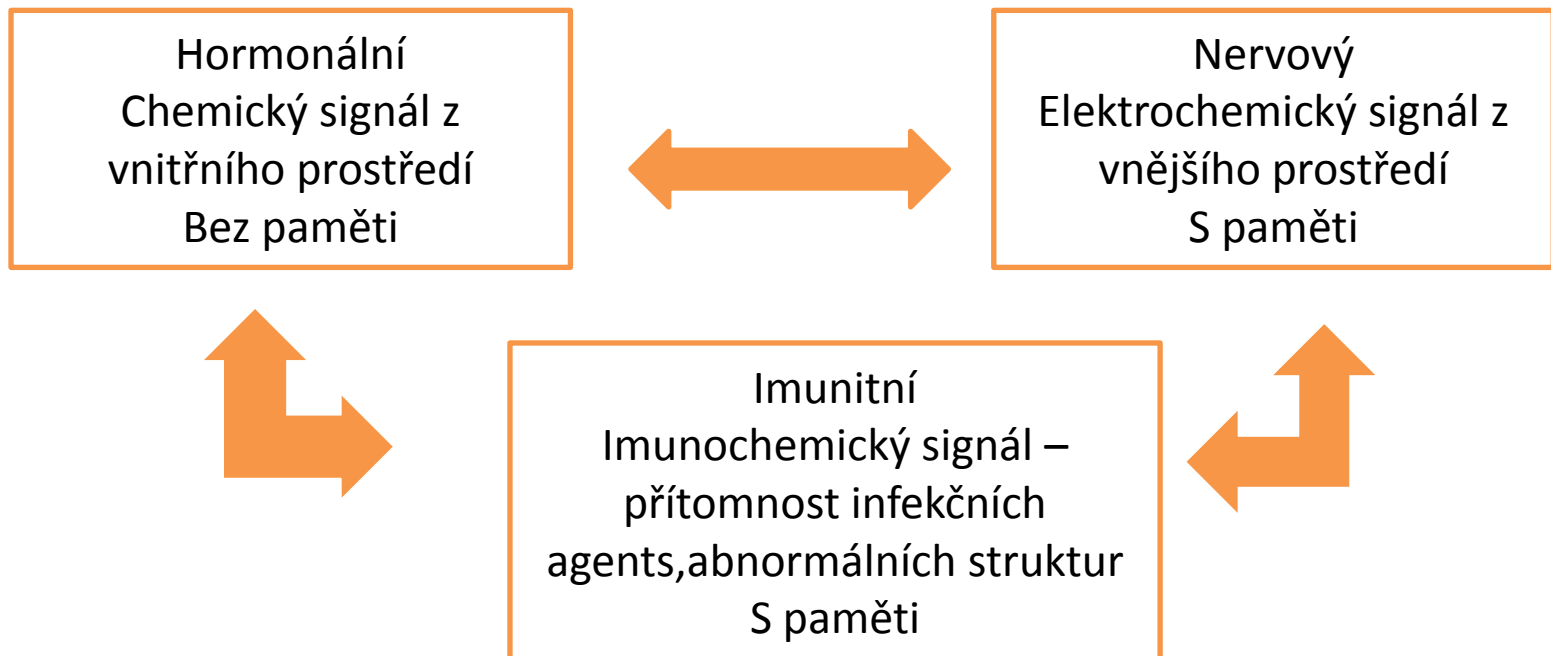 Hormonální
Chemický signál z
vnitřního prostředí
Bez paměti
Nervový
Elektrochemický signál z
vnějšího prostředí
S paměti
Imunitní
Imunochemický signál –
přítomnost infekčních
agents,abnormálních struktur
S paměti